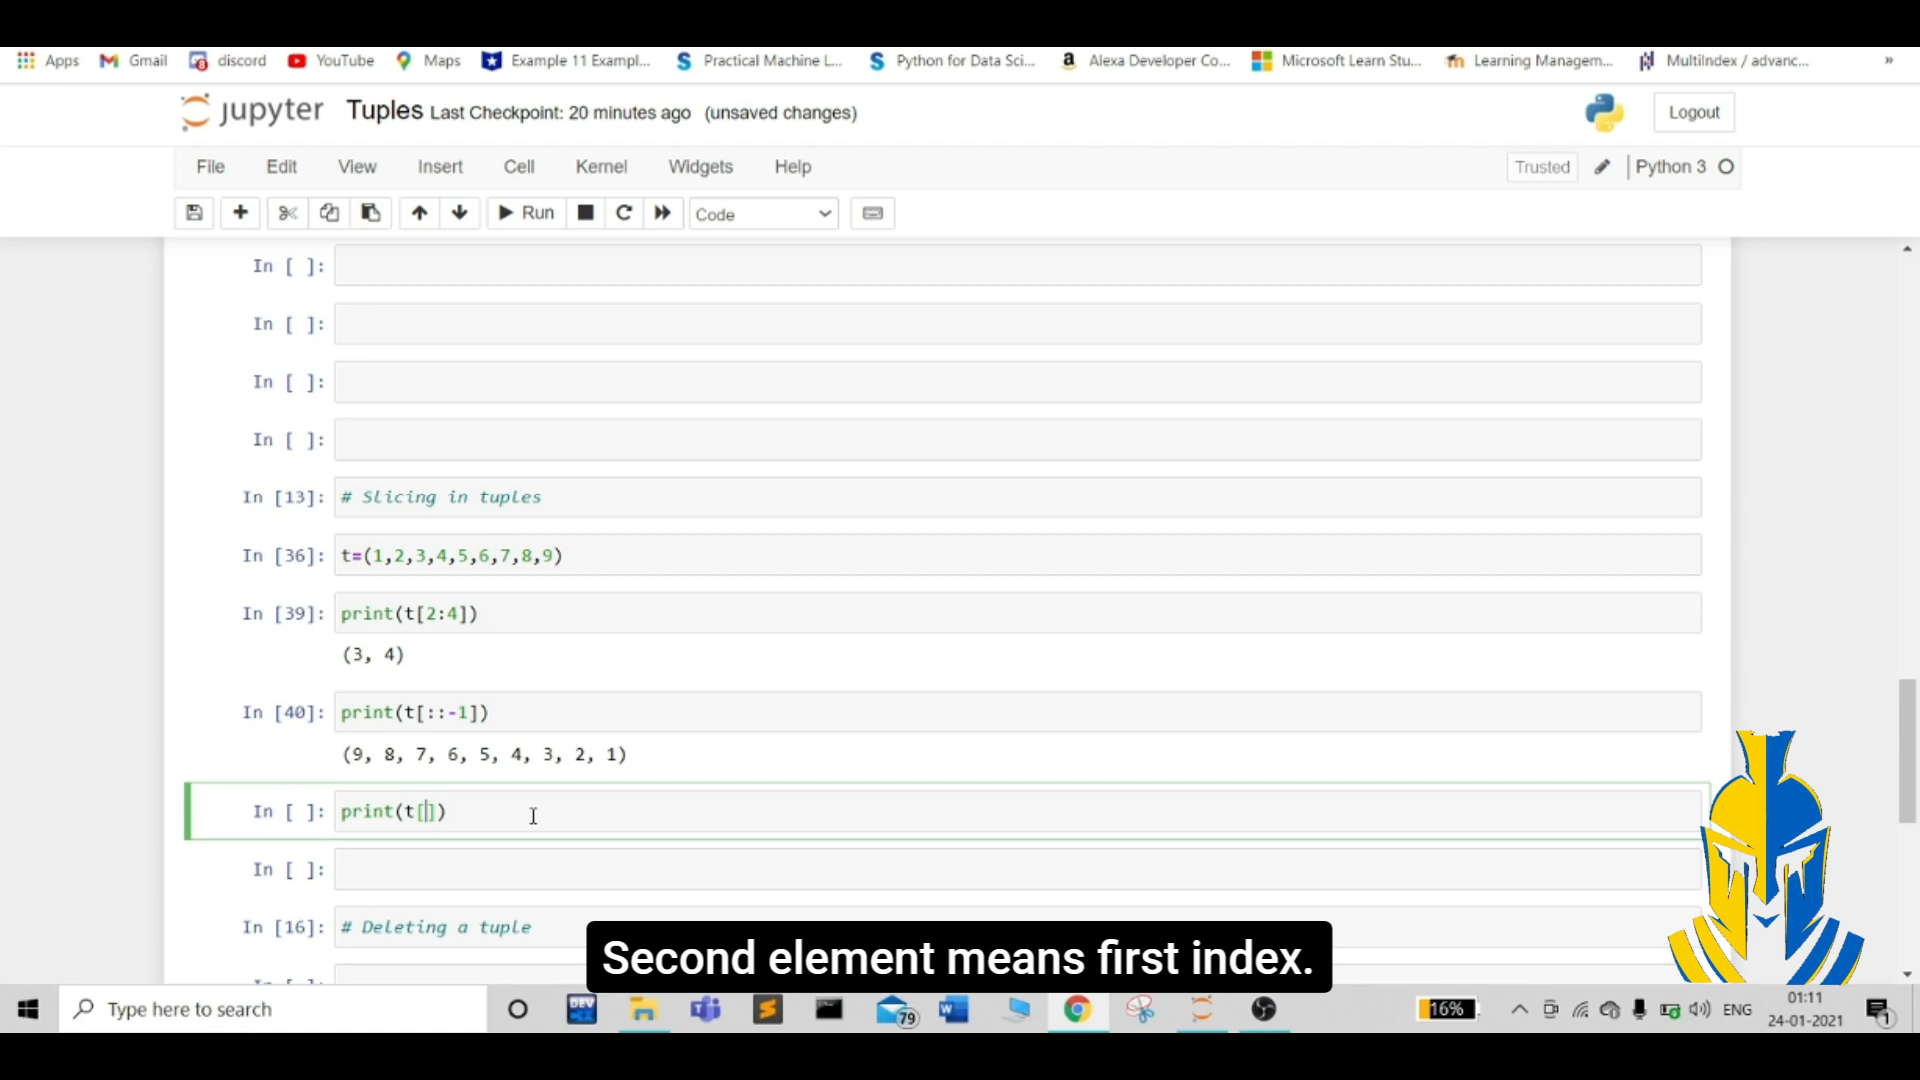 Apps Gmail discord YouTube Maps Example 11 Exampl... Practical Machine L... Python for Data Sci... Alexa Developer Co... Microsoft Learn Stu... Learning Managem... MultiIndex / advanc... »
jupyter Tuples Last Checkpoint: 20 minutes ago (unsaved changes) Logout
File Edit View Insert Cell Kernel Widgets Help Trusted Python 3
Run Code
In [ ]:
In [ ]:
In [ ]:
In [ ]:
In [13]: # Slicing in tuples
In [36]: t=(1,2,3,4,5,6,7,8,9)
In [39]: print(t[2:4])
(3, 4)
In [40]: print(t[::-1])
(9, 8, 7, 6, 5, 4, 3, 2, 1)
In [ ]: print(t[])
In [ ]:
In [16]: # Deleting a tuple
Second element means first index.
Type here to search DEV 79 16% ENG 01:11
24-01-2021 1